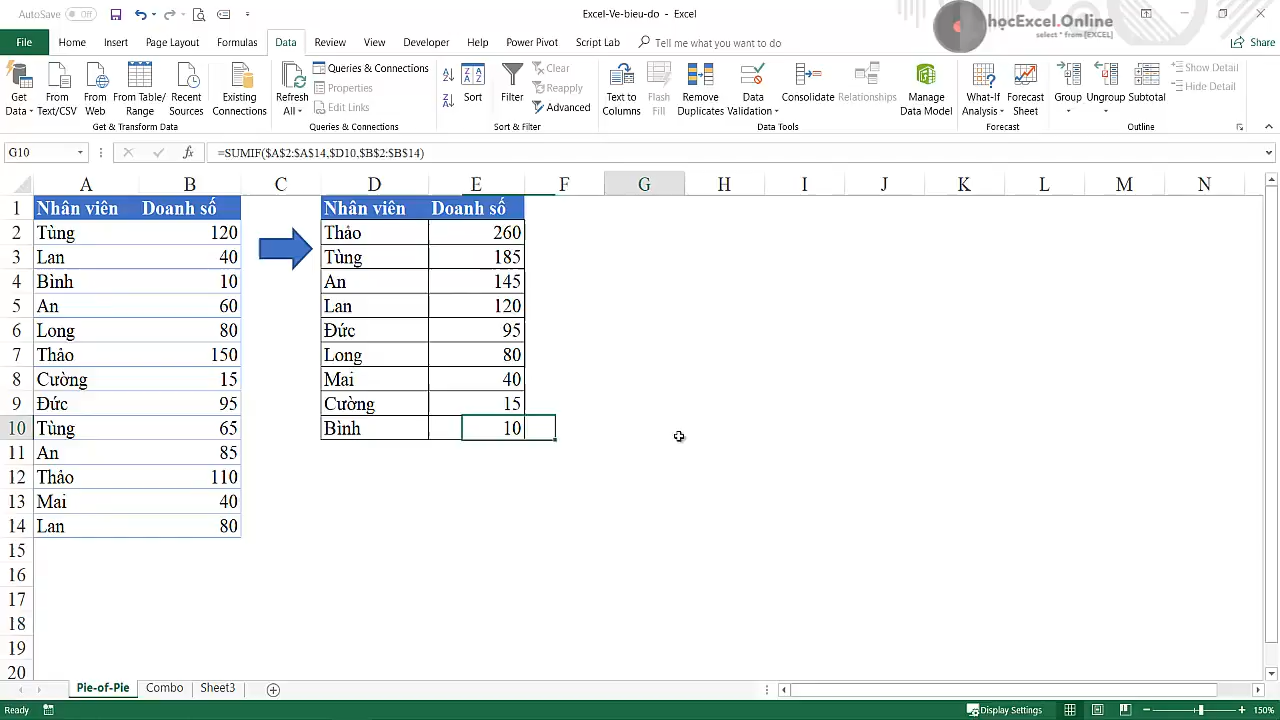 AutoSave Off
Excel-Ve-bieu-do - Excel
họcExcel.Online
select * from [EXCEL]
File Home Insert Page Layout Formulas Data Review View Developer Help Power Pivot Script Lab Tell me what you want to do Share
Get Data
From Text/CSV
From Web
From Table/ Range
Recent Sources
Existing Connections
Get & Transform Data
Refresh All
Queries & Connections
Properties
Edit Links
Queries & Connections
Sort
Filter
Clear
Reapply
Advanced
Sort & Filter
Text to Columns
Flash Fill
Remove Duplicates
Data Validation
Consolidate
Relationships
Manage Data Model
Data Tools
What-If Analysis
Forecast Sheet
Forecast
Group
Ungroup
Subtotal
Show Detail
Hide Detail
Outline
G10 fx =SUMIF($A$2:$A$14,$D10,$B$2:$B$14)
A B C D E F G H I J K L M N
1 Nhân viên Doanh số Nhân viên Doanh số
2 Tùng 120 Thảo 260
3 Lan 40 Tùng 185
4 Bình 10 An 145
5 An 60 Lan 120
6 Long 80 Đức 95
7 Thảo 150 Long 80
8 Cường 15 Mai 40
9 Đức 95 Cường 15
10 Tùng 65 Bình 10
11 An 85
12 Thảo 110
13 Mai 40
14 Lan 80
15
16
17
18
19
20
Pie-of-Pie Combo Sheet3
Ready Display Settings 150%